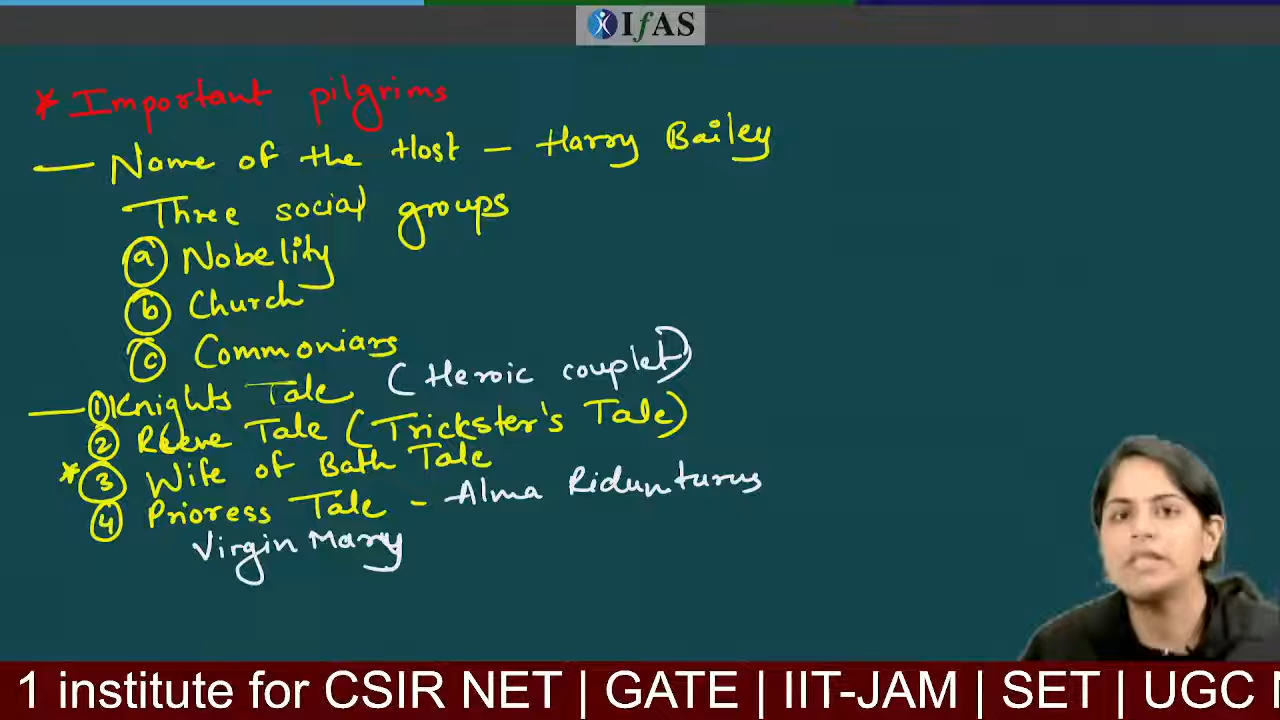 IfAS
* Important pilgrims
— Name of the Host - Harry Bailey
Three social groups
(a) Nobelity
(b) Church
(c) Commoniars
— (1) Knights Tale (Heroic couplet)
(2) Reeve Tale (Trickster's Tale)
* (3) Wife of Bath Tale
(4) Prioress Tale - Alma Ridunturus
Virgin Mary
1 institute for CSIR NET | GATE | IIT-JAM | SET | UGC N